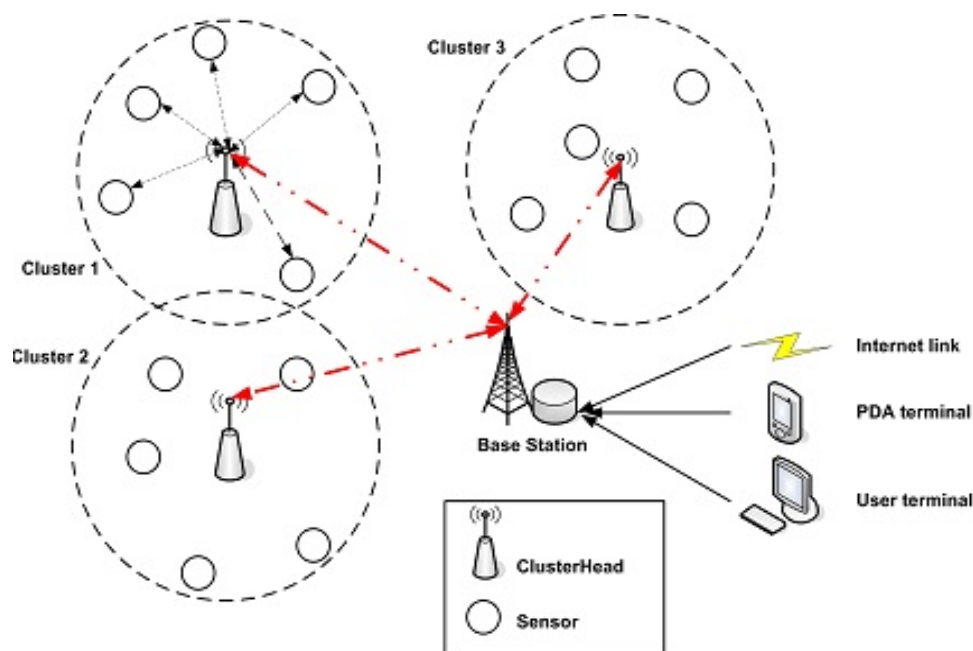 Cluster 3
Cluster 1
Cluster 2
Internet link
PDA terminal
Base Station
User terminal
ClusterHead
Sensor